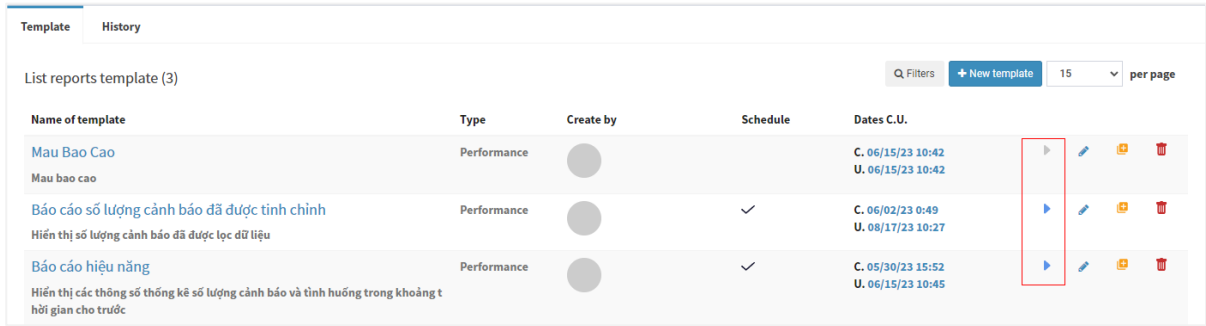 Template History
List reports template (3)
Filters
+ New template
15
per page
Name of template Type Create by Schedule Dates C.U.
Mau Bao Cao Performance C. 06/15/23 10:42
Mau bao cao U. 06/15/23 10:42
Báo cáo số lượng cảnh báo đã được tinh chỉnh Performance C. 06/02/23 0:49
Hiển thị số lượng cảnh báo đã được lọc dữ liệu U. 08/17/23 10:27
Báo cáo hiệu năng Performance C. 05/30/23 15:52
U. 06/15/23 10:45
Hiển thị các thông số thống kê số lượng cảnh báo và tình huống trong khoảng t
hời gian cho trước